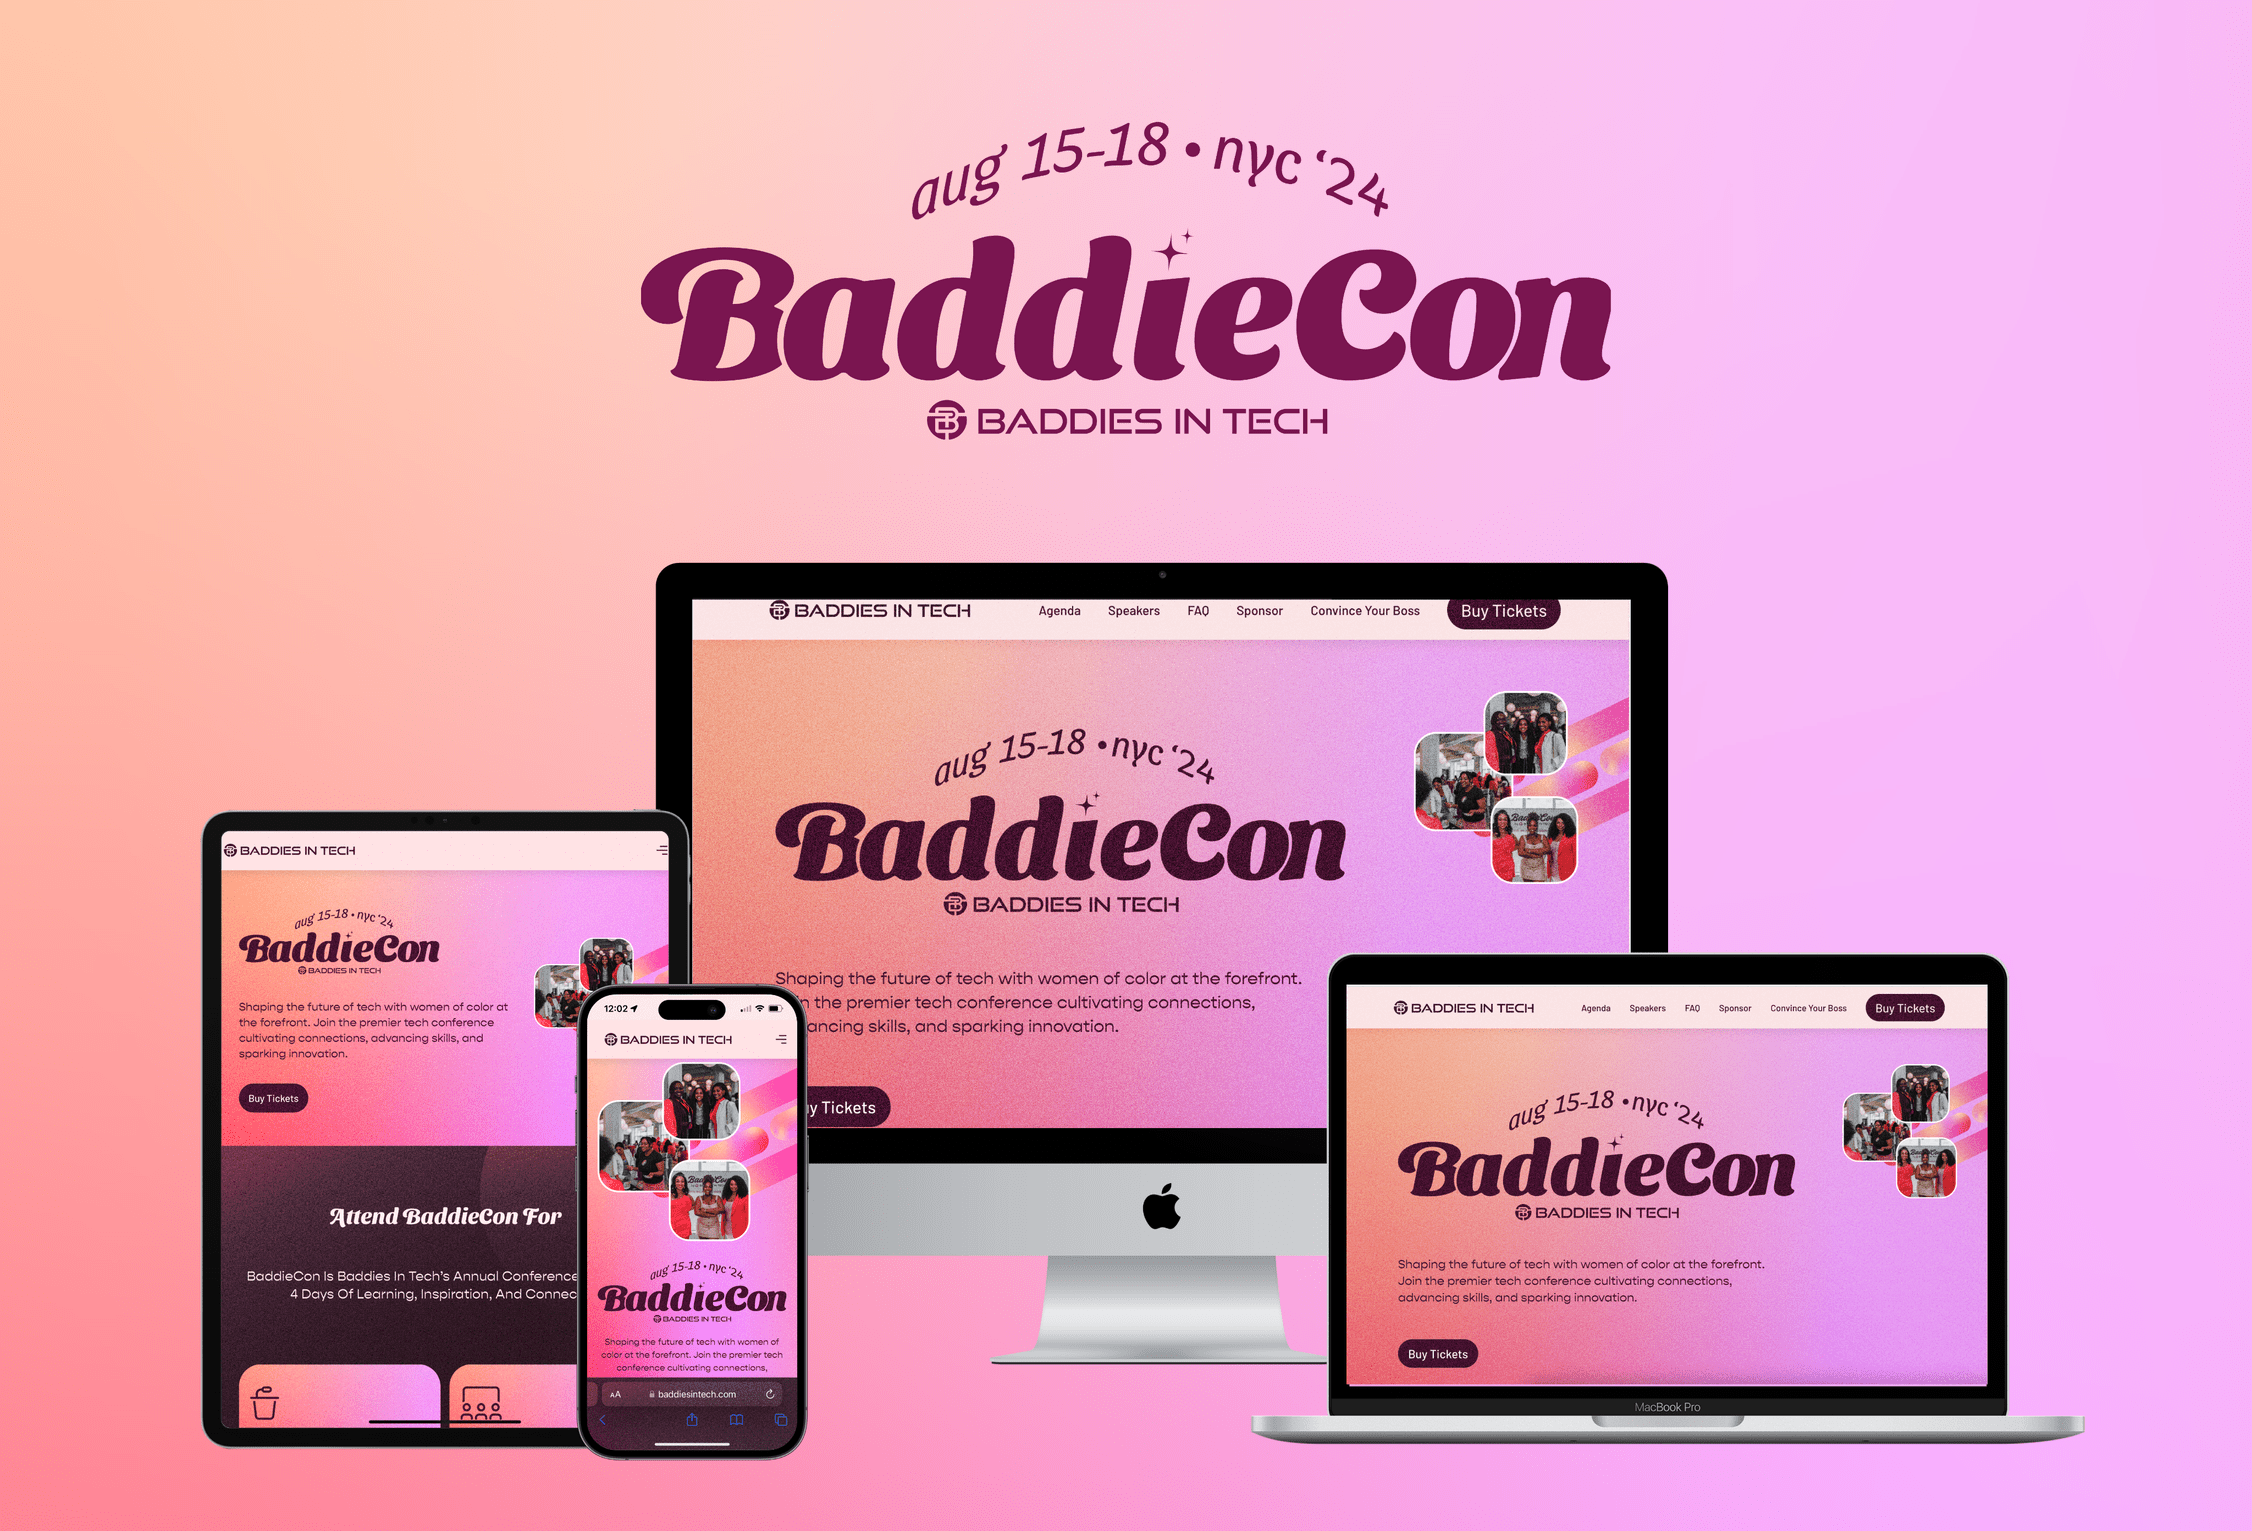 aug 15-18 • nyc ‘24
BaddieCon
BADDIES IN TECH
BADDIES IN TECH
Agenda
Speakers
FAQ
Sponsor
Convince Your Boss
Buy Tickets
aug 15-18 • nyc ‘24
BaddieCon
BADDIES IN TECH
Shaping the future of tech with women of color at the forefront.
the premier tech conference cultivating connections,
skills, and sparking innovation.
Tickets
BADDIES IN TECH
aug 15-18 • nyc ‘24
BaddieCon
BADDIES IN TECH
Shaping the future of tech with women of color at
the forefront. Join the premier tech conference
cultivating connections, advancing skills, and
sparking innovation.
Buy Tickets
Attend BaddieCon For
BaddieCon Is Baddies In Tech’s Annual Conference
4 Days Of Learning, Inspiration, And
12:02
BADDIES IN TECH
aug 15-18 • nyc ‘24
BaddieCon
BADDIES IN TECH
Shaping the future of tech with women of
color at the forefront. Join the premier tech
conference cultivating connections,
AA
baddiesintech.com
BADDIES IN TECH
Agenda
Speakers
FAQ
Sponsor
Convince Your Boss
Buy Tickets
aug 15-18 • nyc ‘24
BaddieCon
BADDIES IN TECH
Shaping the future of tech with women of color at the forefront.
Join the premier tech conference cultivating connections,
advancing skills, and sparking innovation.
Buy Tickets
MacBook Pro